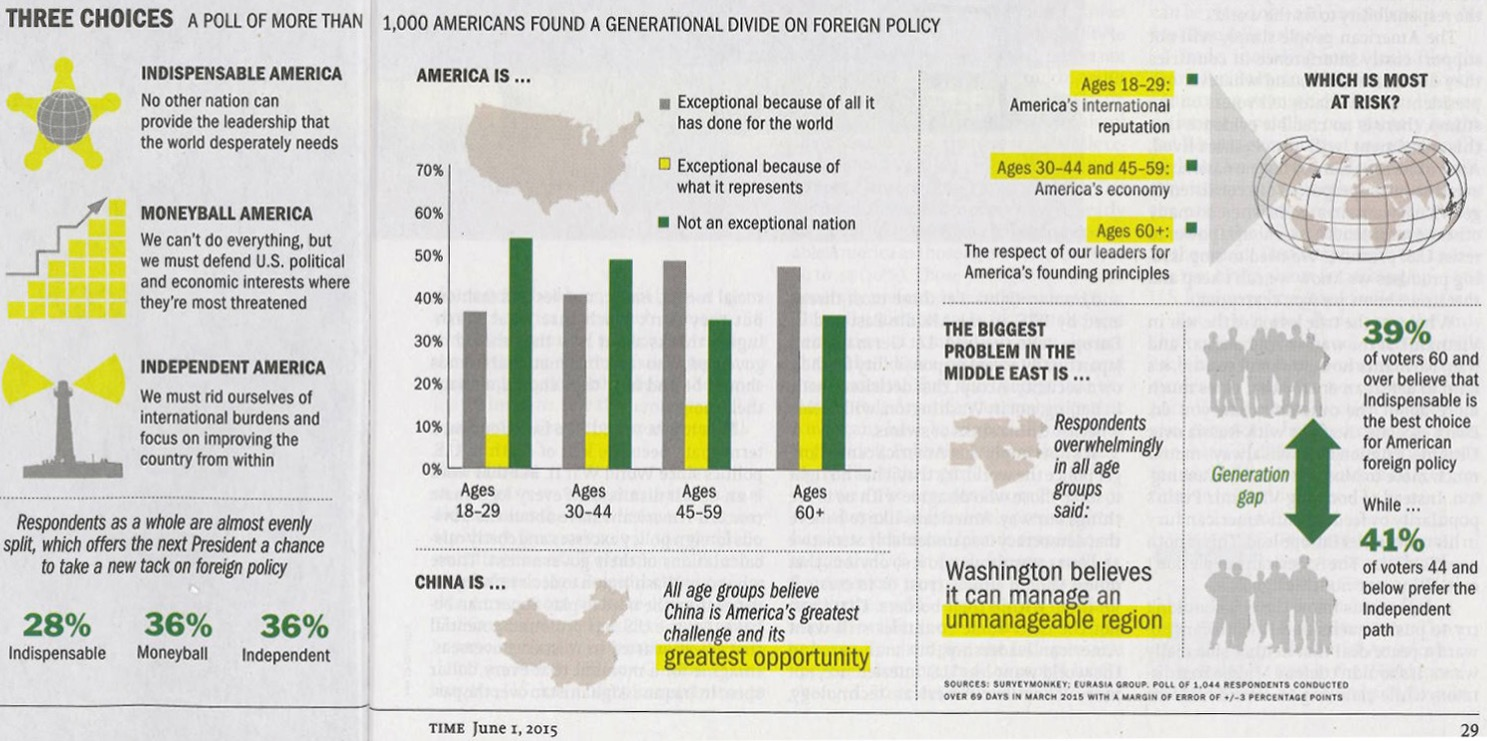 THREE CHOICES A POLL OF MORE THAN 1,000 AMERICANS FOUND A GENERATIONAL DIVIDE ON FOREIGN POLICY
INDISPENSABLE AMERICA
No other nation can
provide the leadership that
the world desperately needs
MONEYBALL AMERICA
We can't do everything, but
we must defend U.S. political
and economic interests where
they're most threatened
INDEPENDENT AMERICA
We must rid ourselves of
international burdens and
focus on improving the
country from within
Respondents as a whole are almost evenly
split, which offers the next President a chance
to take a new tack on foreign policy
28% 36% 36%
Indispensable Moneyball Independent
AMERICA IS ...
Exceptional because of all it
has done for the world
Exceptional because of
what it represents
Not an exceptional nation
70%
60%
50%
40%
30%
20%
10%
0%
Ages Ages Ages Ages
18-29 30-44 45-59 60+
CHINA IS ...
All age groups believe
China is America's greatest
challenge and its
greatest opportunity
Ages 18-29:
America's international
reputation
Ages 30-44 and 45-59:
America's economy
Ages 60+:
The respect of our leaders for
America's founding principles
WHICH IS MOST
AT RISK?
THE BIGGEST
PROBLEM IN THE
MIDDLE EAST IS ...
Respondents
overwhelmingly
in all age
groups
said:
Washington believes
it can manage an
unmanageable region
Generation
gap
39%
of voters 60 and
over believe that
Indispensable is
the best choice
for American
foreign policy
While ...
41%
of voters 44 and
below prefer the
Independent
path
SOURCES: SURVEYMONKEY; EURASIA GROUP. POLL OF 1,044 RESPONDENTS CONDUCTED
OVER 69 DAYS IN MARCH 2015 WITH A MARGIN OF ERROR OF +/-3 PERCENTAGE POINTS
TIME June 1, 2015
29